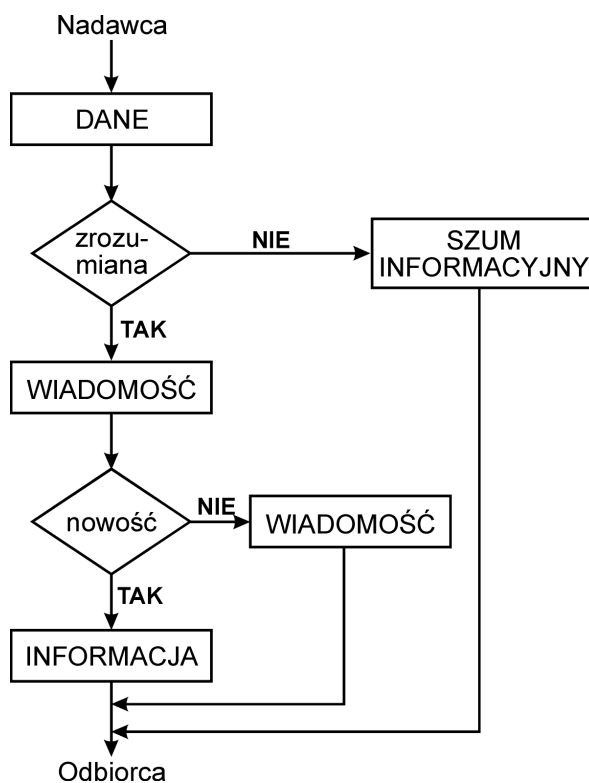 Nadawca
DANE
zrozu-
miana
NIE
SZUM
INFORMACYJNY
TAK
WIADOMOŚĆ
nowość
NIE
WIADOMOŚĆ
TAK
INFORMACJA
Odbiorca